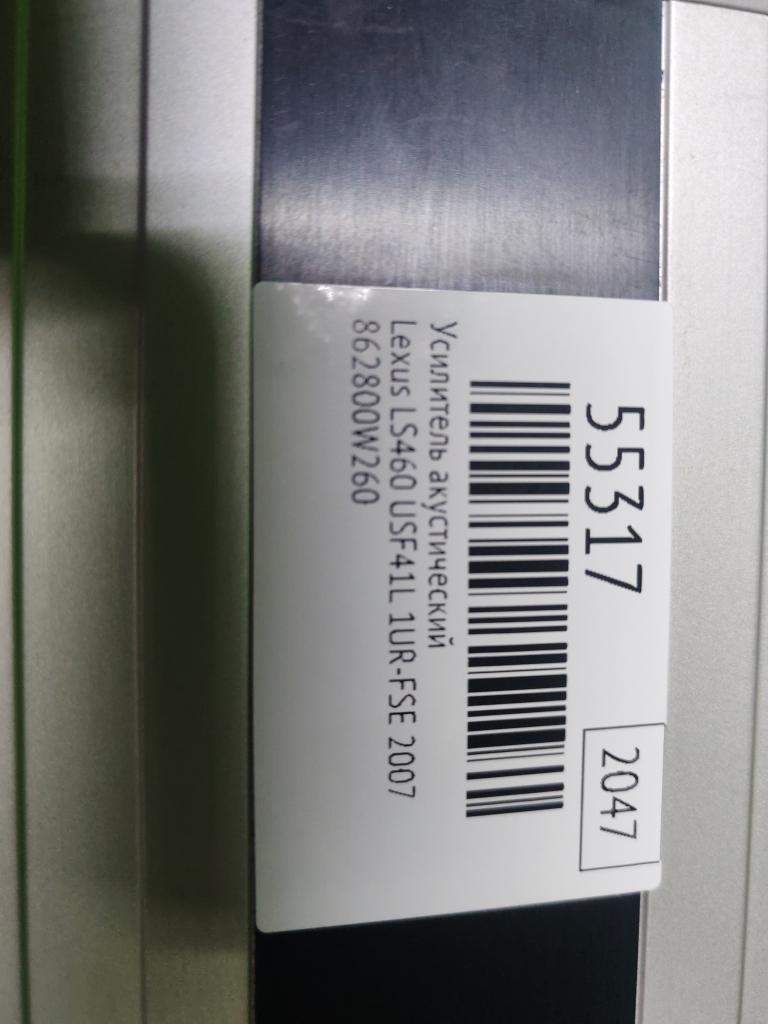 55317
2047
Усилитель акустический
Lexus LS460 USF41L 1UR-FSE 2007
862800W260